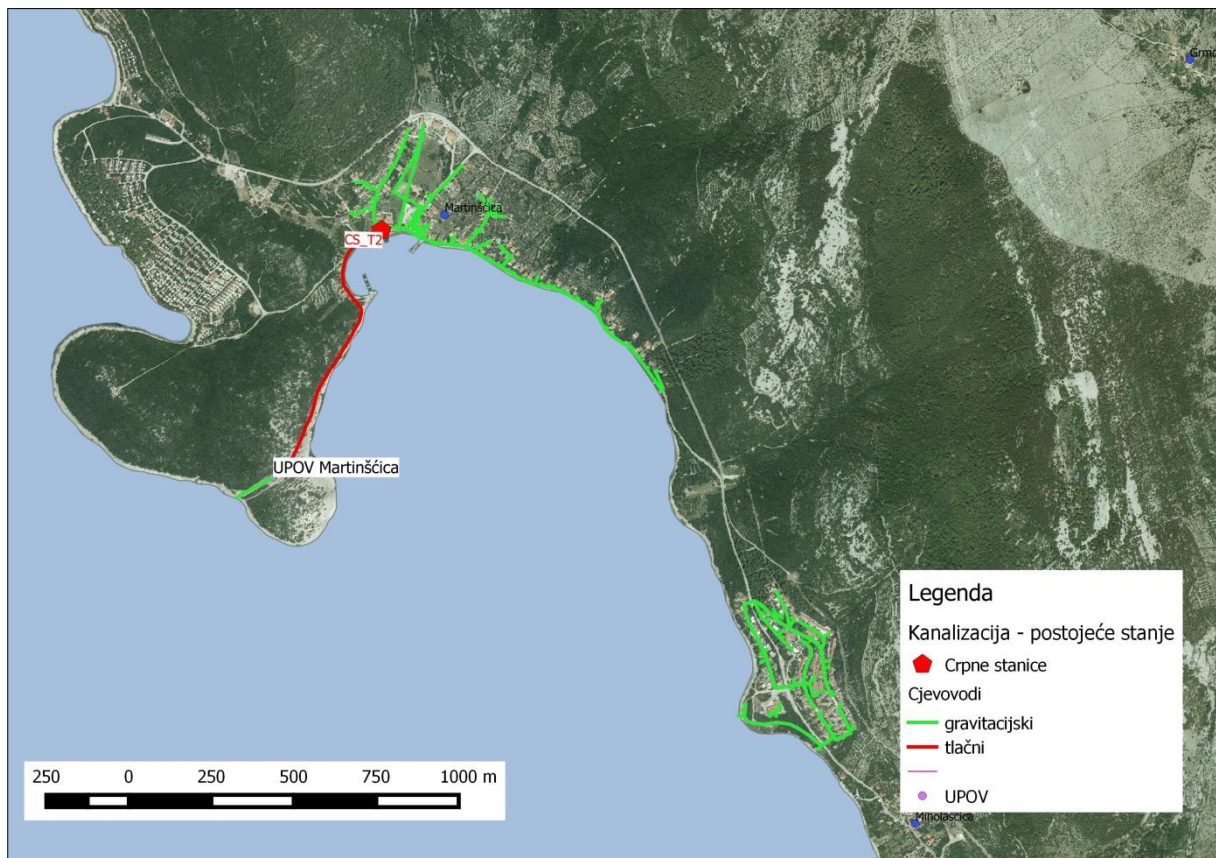 Grmo
Martinšćica
CS_T2
UPOV Martinšćica
Legenda
Kanalizacija - postojeće stanje
Crpne stanice
Cjevovodi
gravitacijski
tlačni
UPOV
Miholašćica
250 0 250 500 750 1000 m